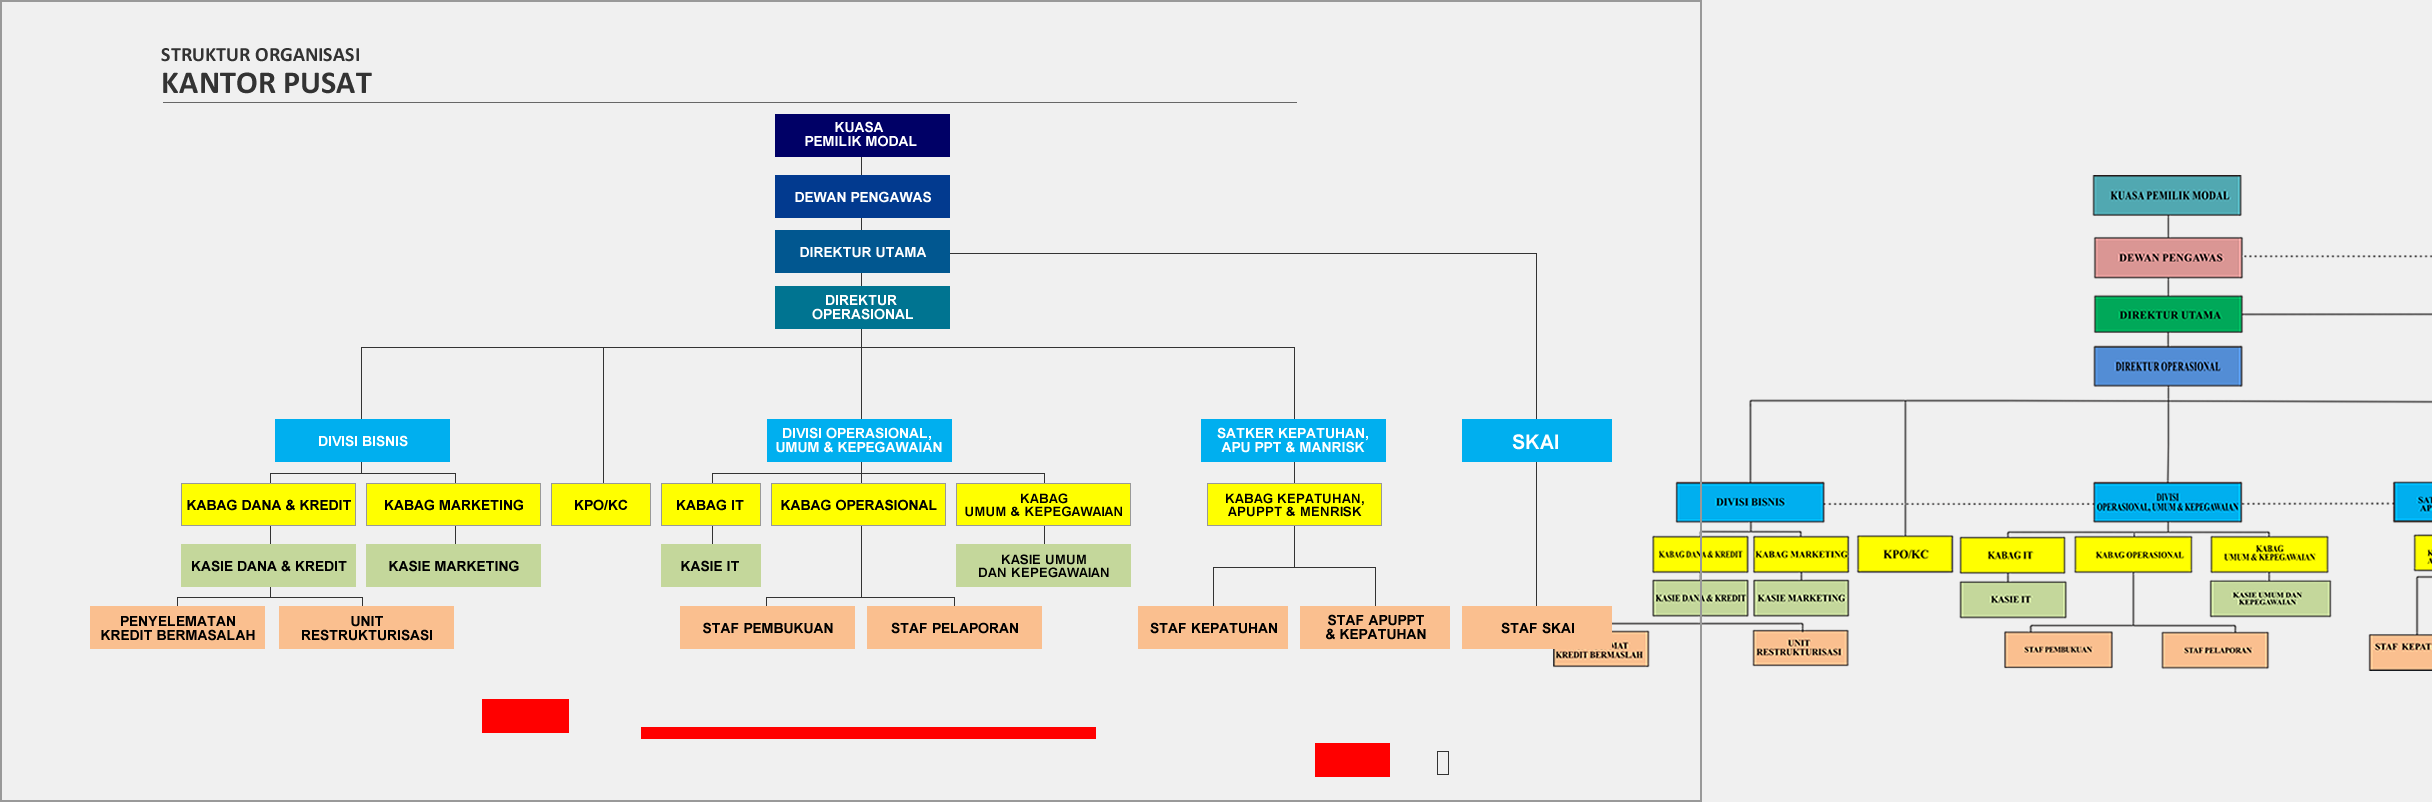 STRUKTUR ORGANISASI
KANTOR PUSAT
KUASA
PEMILIK MODAL
DEWAN PENGAWAS
DIREKTUR UTAMA
DIREKTUR
OPERASIONAL
DIVISI BISNIS
DIVISI OPERASIONAL,
UMUM & KEPEGAWAIAN
SATKER KEPATUHAN,
APU PPT & MANRISK
SKAI
KABAG DANA & KREDIT
KABAG MARKETING
KPO/KC
KABAG IT
KABAG OPERASIONAL
KABAG
UMUM & KEPEGAWAIAN
KABAG KEPATUHAN,
APUPPT & MENRISK
KASIE DANA & KREDIT
KASIE MARKETING
KASIE IT
KASIE UMUM
DAN KEPEGAWAIAN
PENYELEMATAN
KREDIT BERMASALAH
UNIT
RESTRUKTURISASI
STAF PEMBUKUAN
STAF PELAPORAN
STAF KEPATUHAN
STAF APUPPT
& KEPATUHAN
STAF SKAI
KUASA PEMILIK MODAL
DEWAN PENGAWAS
DIREKTUR UTAMA
DIREKTUR OPERASIONAL
DIVISI BISNIS
DIVISI
OPERASIONAL, UMUM & KEPEGAWAIAN
KABAG DANA & KREDIT
KABAG MARKETING
KPO/KC
KABAG IT
KABAG OPERASIONAL
KABAG
UMUM & KEPEGAWAIAN
KASIE DANA & KREDIT
KASIE MARKETING
KASIE IT
KASIE UMUM DAN
KEPEGAWAIAN
KREDIT BERMASLAH
UNIT
RESTRUKTURISASI
STAF PEMBUKUAN
STAF PELAPORAN
STAF